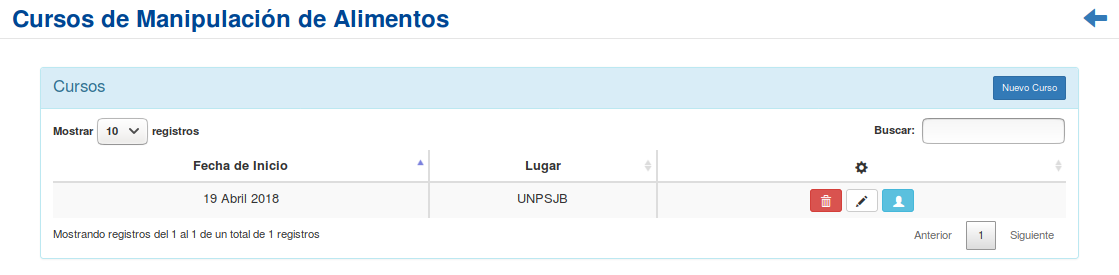 Cursos de Manipulación de Alimentos
Cursos Nuevo Curso
Mostrar 10 registros Buscar:
Fecha de Inicio Lugar
19 Abril 2018 UNPSJB
Mostrando registros del 1 al 1 de un total de 1 registros Anterior 1 Siguiente